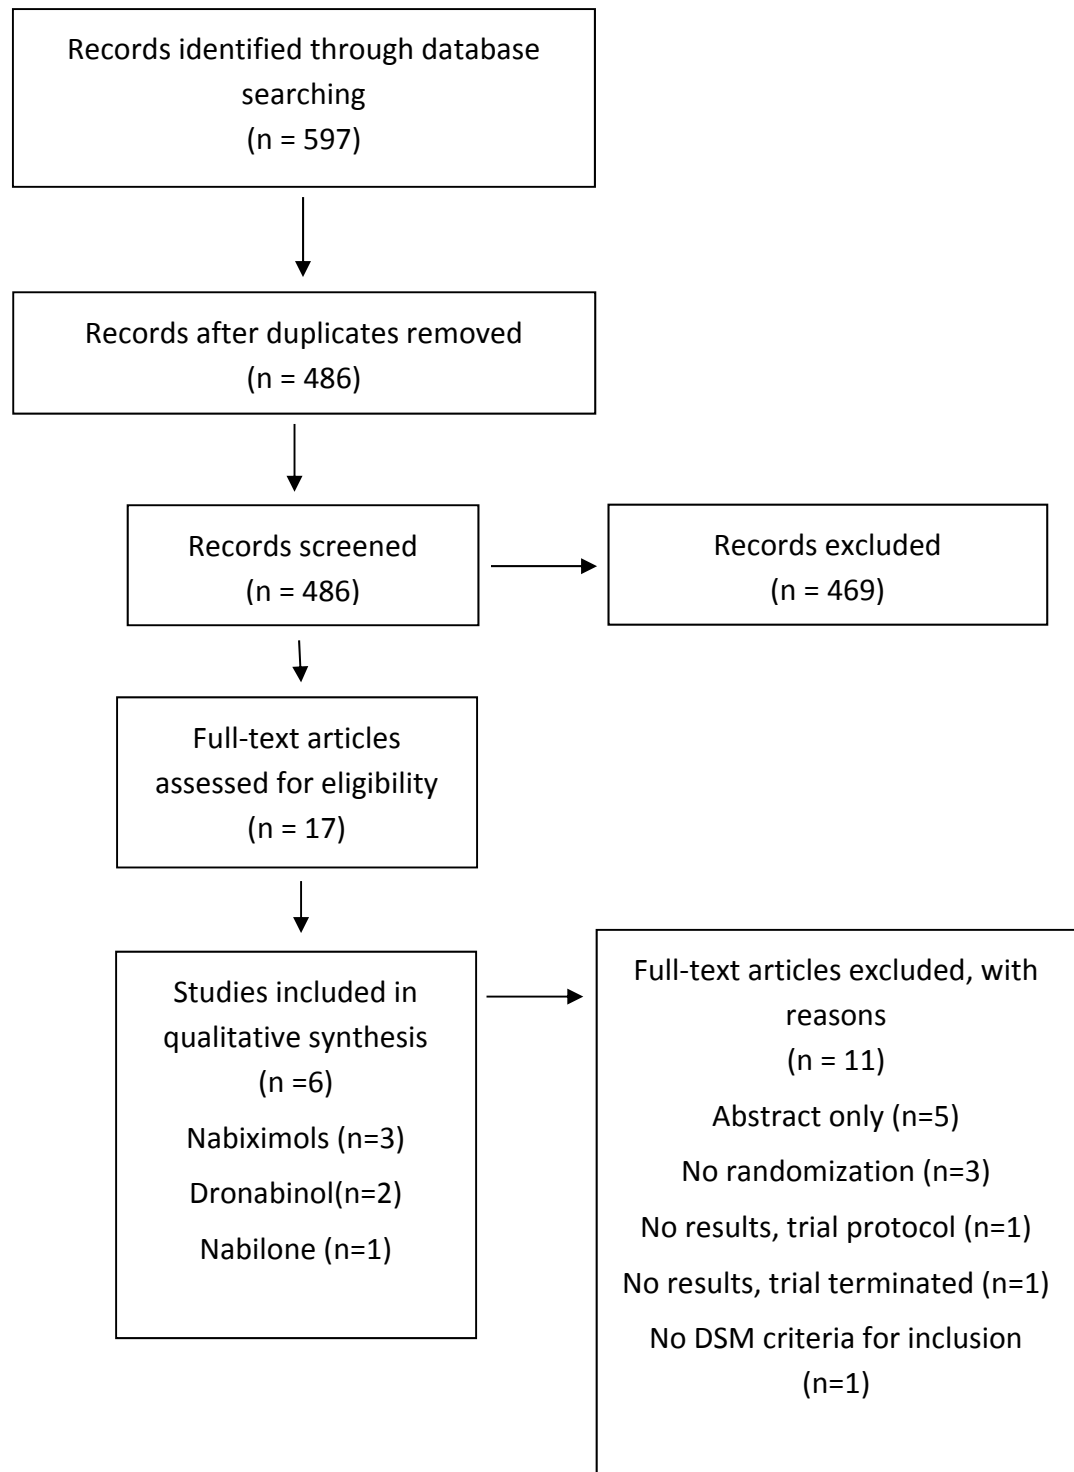 Records identified through database
searching
(n = 597)
Records after duplicates removed
(n = 486)
Records screened
(n = 486)
Records excluded
(n = 469)
Full-text articles
assessed for eligibility
(n = 17)
Studies included in
qualitative synthesis
(n =6)
Nabiximols (n=3)
Dronabinol(n=2)
Nabilone (n=1)
Full-text articles excluded, with
reasons
(n = 11)
Abstract only (n=5)
No randomization (n=3)
No results, trial protocol (n=1)
No results, trial terminated (n=1)
No DSM criteria for inclusion
(n=1)